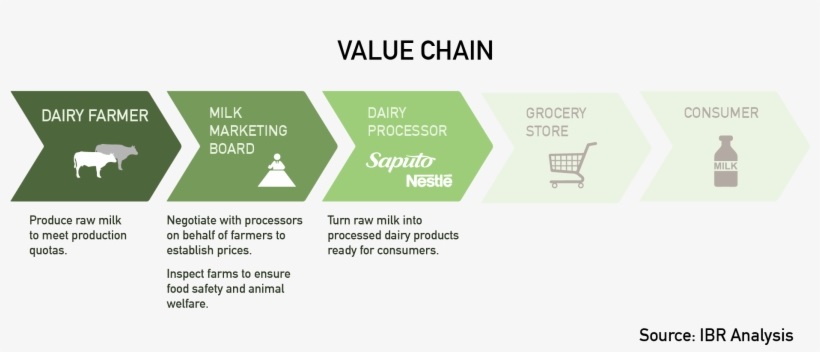 VALUE CHAIN
DAIRY FARMER
MILK
MARKETING
BOARD
DAIRY
PROCESSOR
Saputo
Nestlé
GROCERY
STORE
CONSUMER
MILK
Produce raw milk
to meet production
quotas.
Negotiate with processors
on behalf of farmers to
establish prices.
Inspect farms to ensure
food safety and animal
welfare.
Turn raw milk into
processed dairy products
ready for consumers.
Source: IBR Analysis